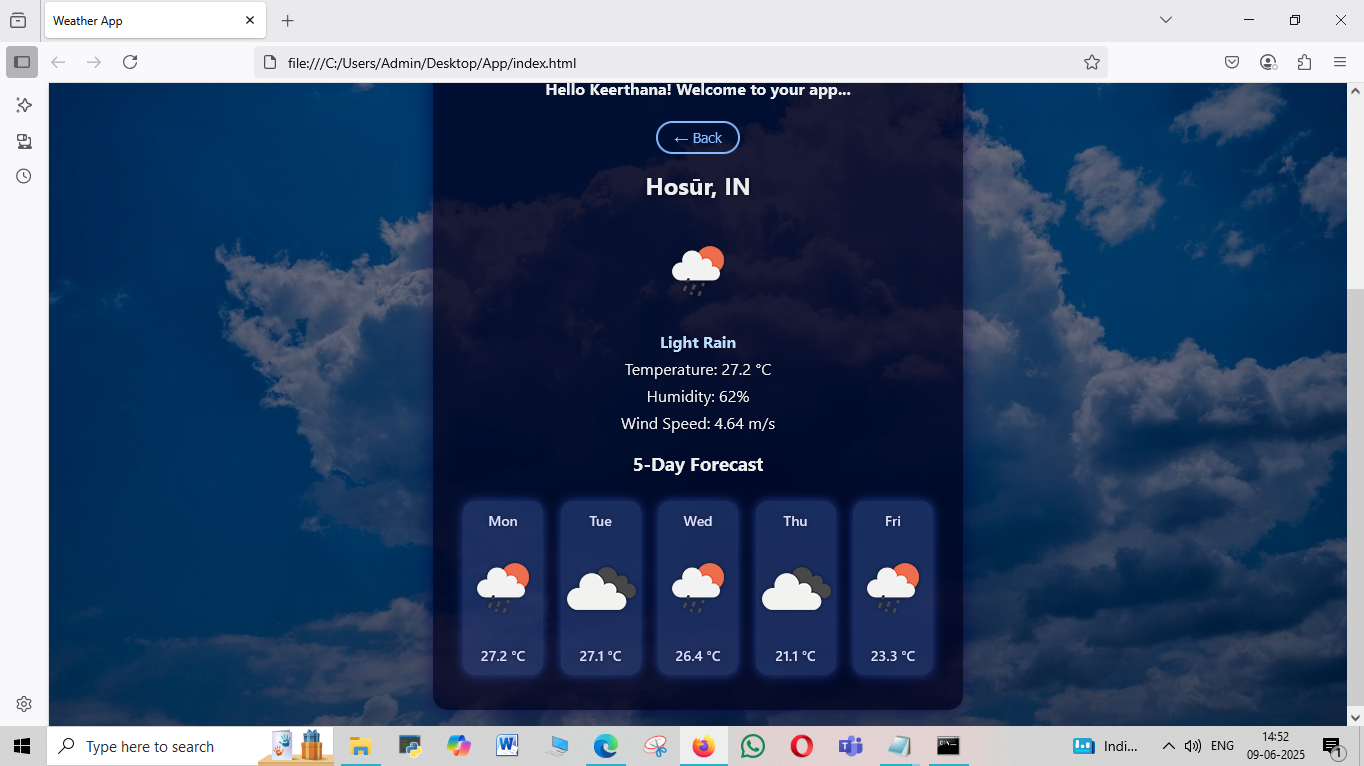 Weather App
file:///C:/Users/Admin/Desktop/App/index.html
Hello Keerthana! Welcome to your app...
← Back
Hosūr, IN
Light Rain
Temperature: 27.2 °C
Humidity: 62%
Wind Speed: 4.64 m/s
5-Day Forecast
Mon Tue Wed Thu Fri
27.2 °C 27.1 °C 26.4 °C 21.1 °C 23.3 °C
Type here to search
Indi...
ENG
14:52
09-06-2025
1